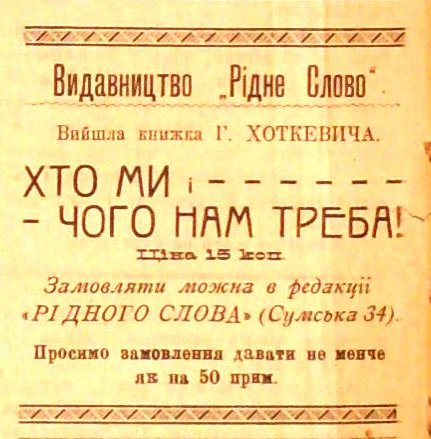 Видавництво „Рідне Слово“.
Вийшла книжка Г. ХОТКЕВИЧА.
ХТО МИ і - - - - - -
- ЧОГО НАМ ТРЕБА!
Ціна 15 коп.
Замовляти можна в редакції
«РІДНОГО СЛОВА» (Сумська 34).
Просимо замовлення давати не менче
як на 50 прим.